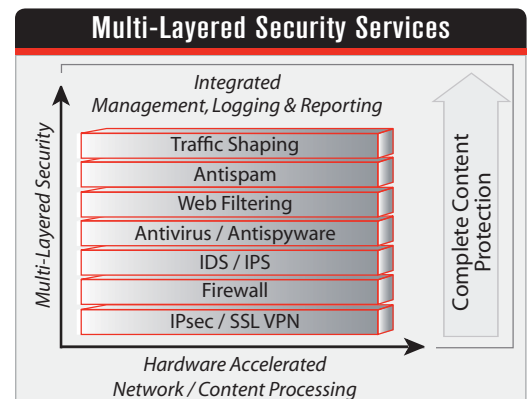 Multi-Layered Security Services
Integrated
Management, Logging & Reporting
Multi-Layered Security
Traffic Shaping
Antispam
Web Filtering
Antivirus / Antispyware
IDS / IPS
Firewall
IPsec / SSL VPN
Complete Content
Protection
Hardware Accelerated
Network / Content Processing